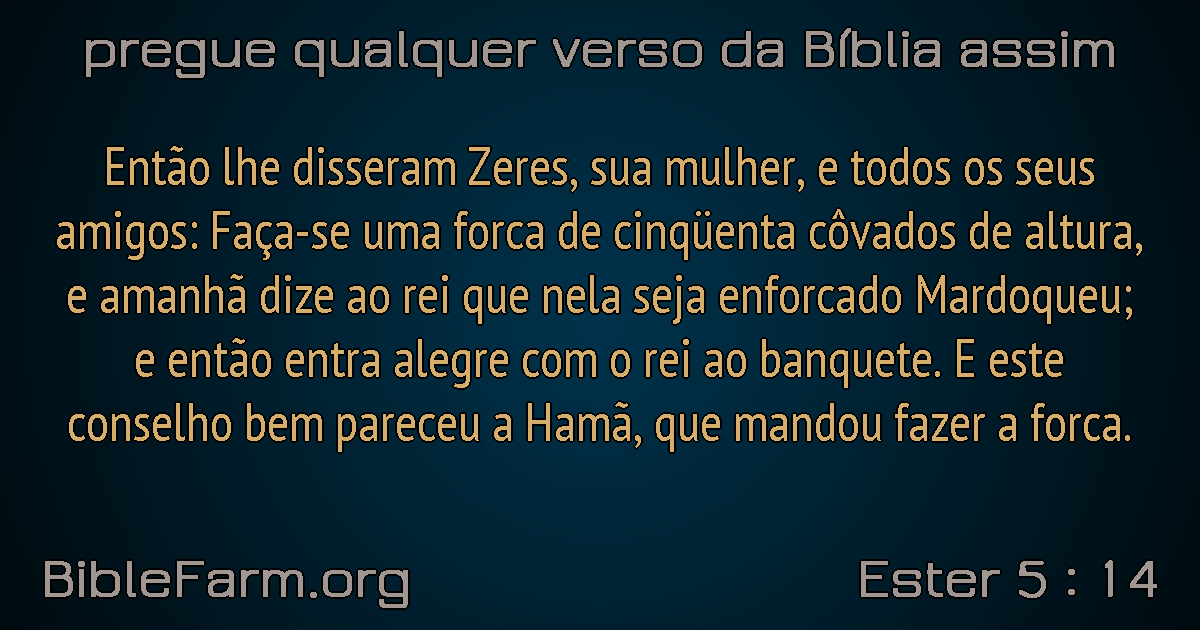 pregue qualquer verso da Bíblia assim
Então lhe disseram Zeres, sua mulher, e todos os seus
amigos: Faça-se uma forca de cinqüenta côvados de altura,
e amanhã dize ao rei que nela seja enforcado Mardoqueu;
e então entra alegre com o rei ao banquete. E este
conselho bem pareceu a Hamã, que mandou fazer a forca.
BibleFarm.org
Ester 5 : 14